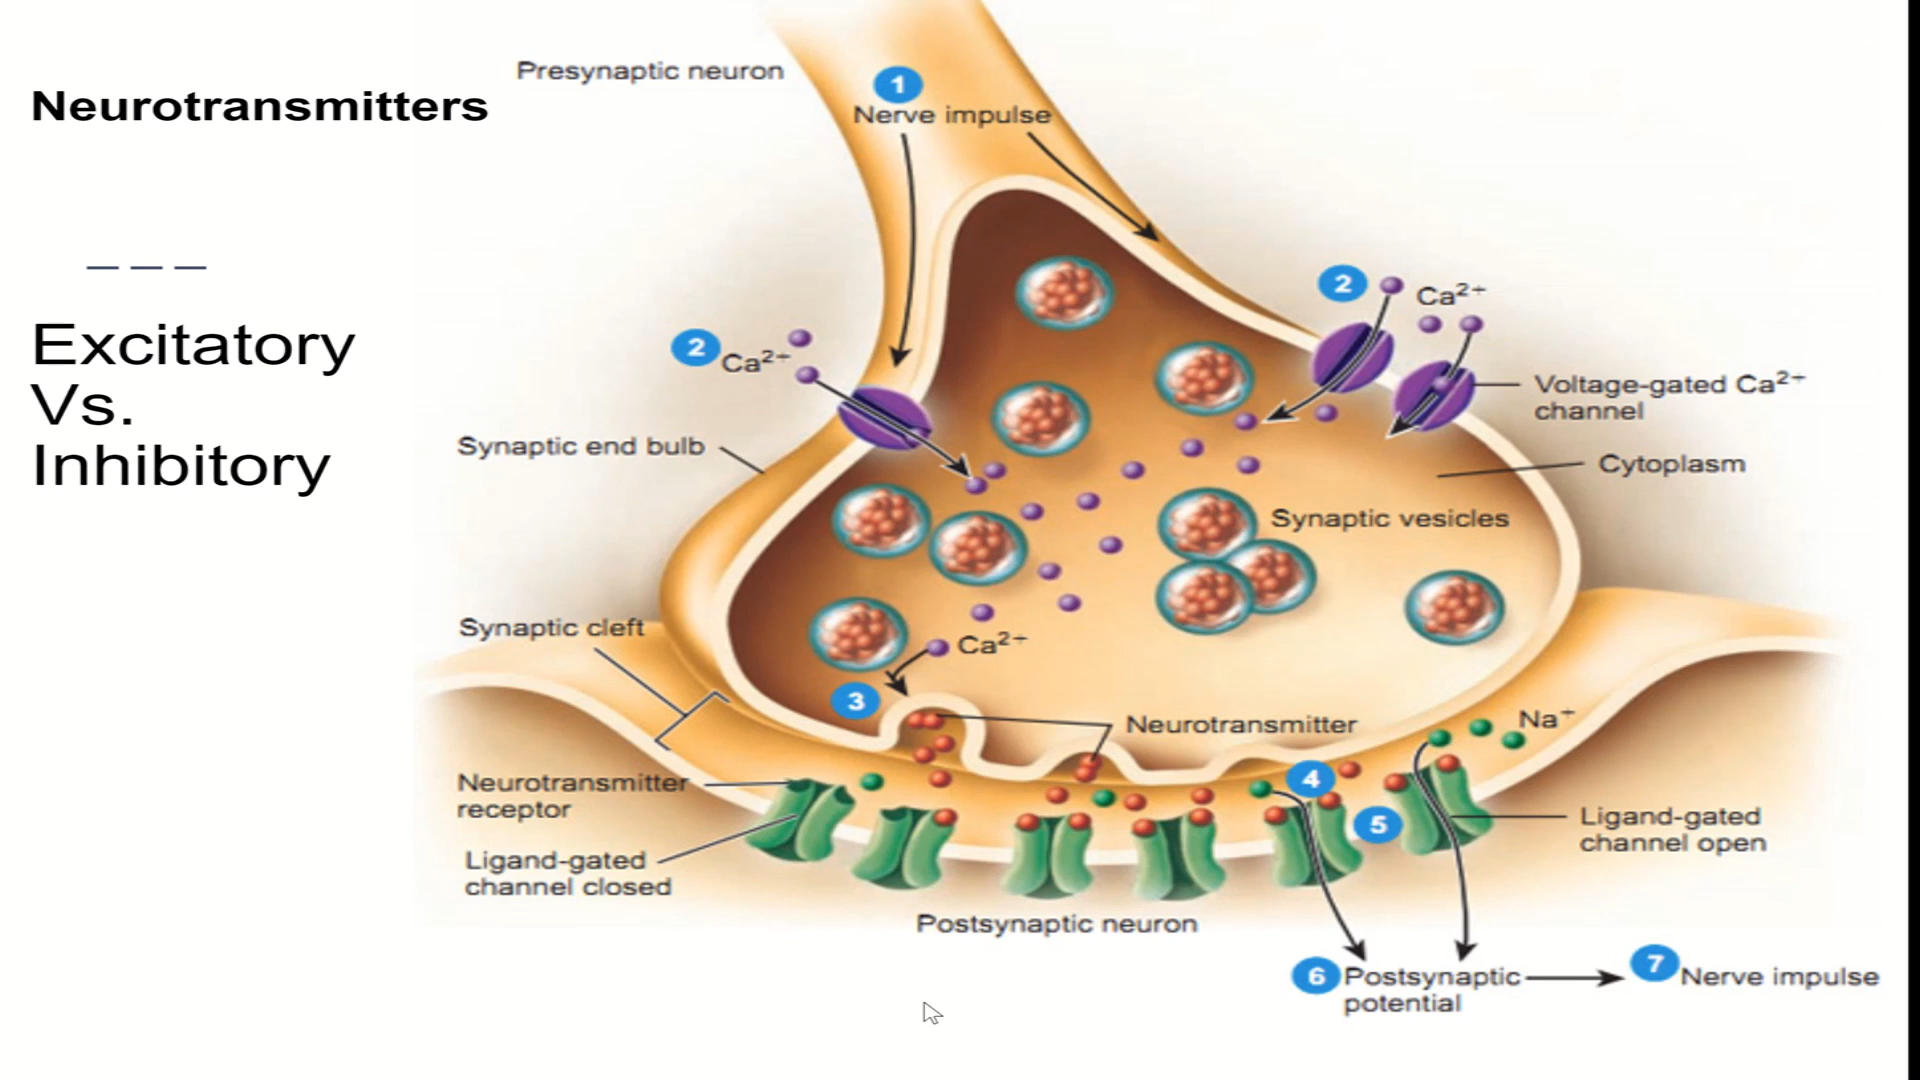 Neurotransmitters
Excitatory
Vs.
Inhibitory
Presynaptic neuron
1
Nerve impulse
2
Ca2+
2
Ca2+
Voltage-gated Ca2+
channel
Synaptic end bulb
Cytoplasm
Synaptic vesicles
Synaptic cleft
Ca2+
3
Neurotransmitter
Na+
4
Neurotransmitter
receptor
5
Ligand-gated
channel open
Ligand-gated
channel closed
Postsynaptic neuron
6
Postsynaptic
potential
7
Nerve impulse